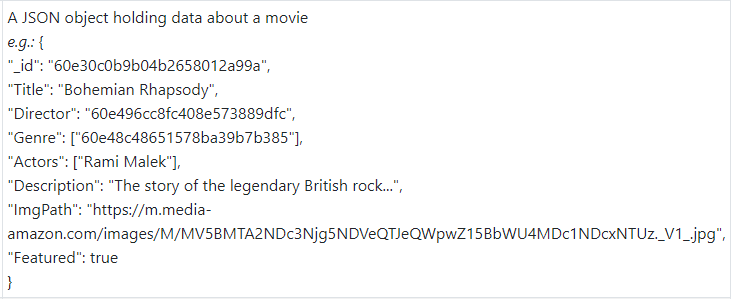 A JSON object holding data about a movie
e.g.: {
"_id": "60e30c0b9b04b2658012a99a",
"Title": "Bohemian Rhapsody",
"Director": "60e496cc8fc408e573889dfc",
"Genre": ["60e48c48651578ba39b7b385"],
"Actors": ["Rami Malek"],
"Description": "The story of the legendary British rock...",
"ImgPath": "https://m.media-
amazon.com/images/M/MV5BMTA2NDc3Njg5NDVeQTJeQWpwZ15BbWU4MDc1NDcxNTUz._V1_.jpg",
"Featured": true
}